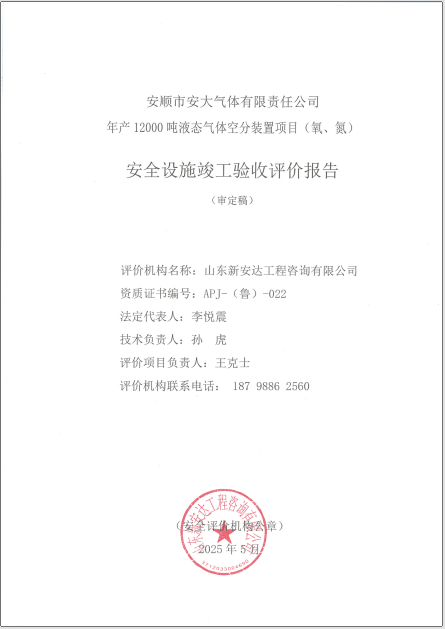 安顺市安大气体有限责任公司
年产 12000 吨液态气体空分装置项目（氧、氮）
安全设施竣工验收评价报告
（审定稿）
评价机构名称：山东新安达工程咨询有限公司
资质证书编号：APJ-（鲁）-022
法定代表人：李悦震
技术负责人：孙 虎
评价项目负责人：王克士
评价机构联系电话： 187 9886 2560
山东新安达工程咨询有限公司
（安全评价机构公章）
2025 年 5 月